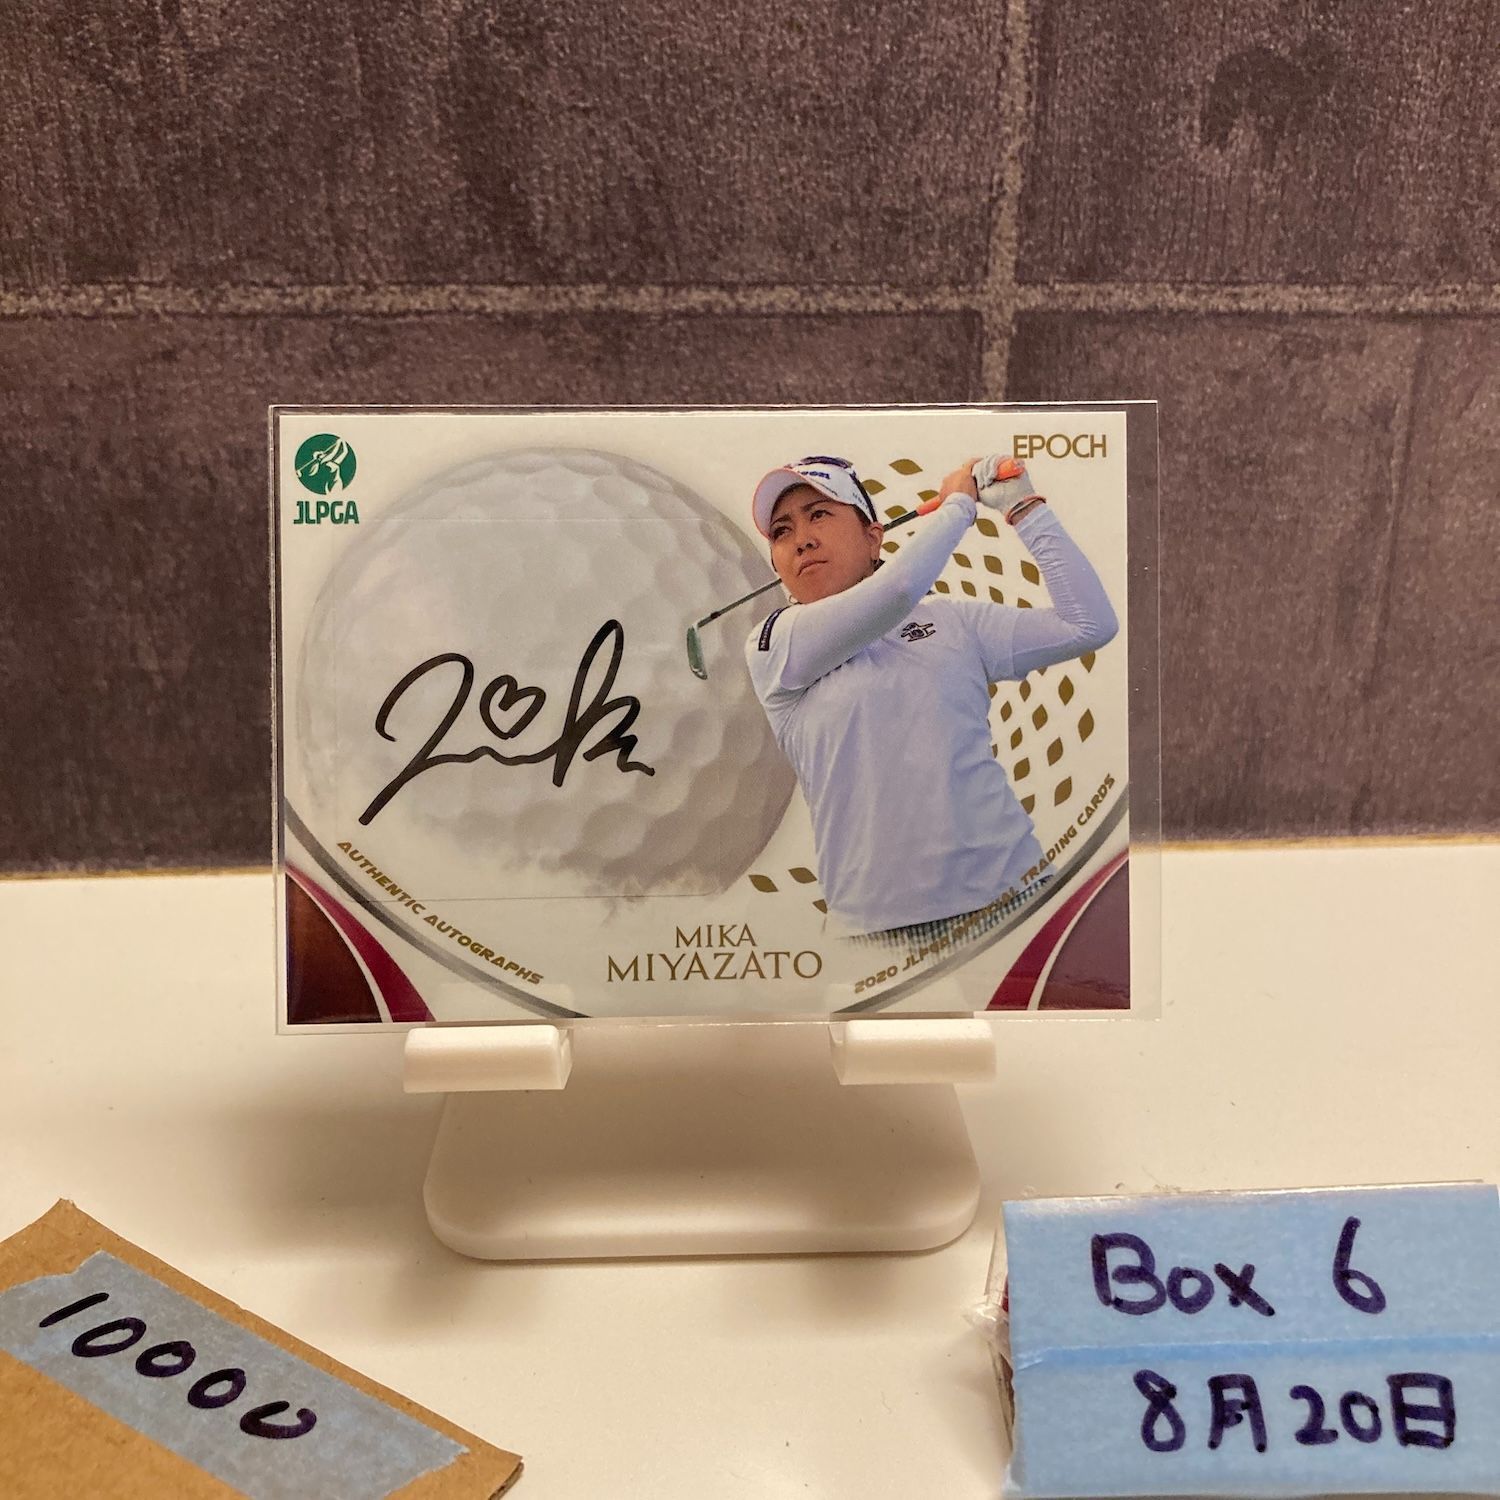 EPOCH
JLPGA
AUTHENTIC AUTOGRAPHS
MIKA
MIYAZATO
2020 JLPGA OFFICIAL TRADING CARDS
10000
Box 6
8月20日